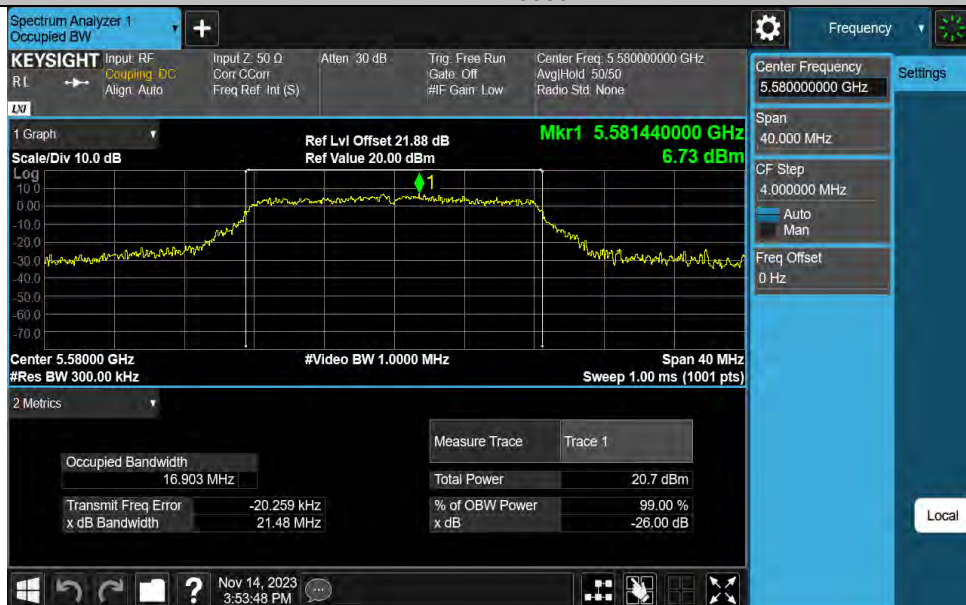 Spectrum Analyzer 1
Occupied BW
+
Frequency
KEYSIGHT Input: RF Input Z: 50 Ω Atten: 30 dB Trig: Free Run Center Freq: 5.580000000 GHz
RL Coupling: DC Corr CCorr Gate: Off Avg|Hold: 50/50
Align: Auto Freq Ref: Int (S) #IF Gain: Low Radio Std: None
LXI
Center Frequency
5.580000000 GHz
Settings
Span
40.000 MHz
CF Step
4.000000 MHz
Auto
Man
Freq Offset
0 Hz
1 Graph
Ref Lvl Offset 21.88 dB
Mkr1 5.581440000 GHz
Scale/Div 10.0 dB
Ref Value 20.00 dBm
6.73 dBm
Log
1
10.0
0.00
-10.0
-20.0
-30.0
-40.0
-50.0
-60.0
-70.0
Center 5.58000 GHz #Video BW 1.0000 MHz Span 40 MHz
#Res BW 300.00 kHz Sweep 1.00 ms (1001 pts)
2 Metrics
Measure Trace Trace 1
Occupied Bandwidth
16.903 MHz
Total Power 20.7 dBm
Transmit Freq Error -20.259 kHz % of OBW Power 99.00 %
x dB Bandwidth 21.48 MHz x dB -26.00 dB
Local
? Nov 14, 2023
3:53:48 PM